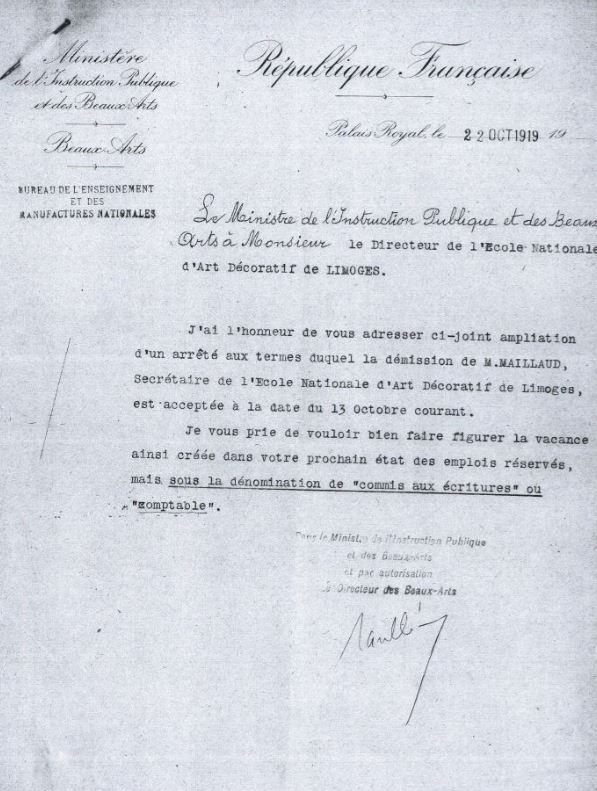 Ministère
de l'Instruction Publique
et des Beaux-Arts
Beaux-Arts
BUREAU DE L'ENSEIGNEMENT
ET DES
MANUFACTURES NATIONALES
République Française
Palais-Royal, le 22 OCT 1919 19
Le Ministre de l'Instruction Publique et des Beaux
Arts à Monsieur le Directeur de l'Ecole Nationale
d'Art Décoratif de LIMOGES.
J'ai l'honneur de vous adresser ci-joint ampliation
d'un arrêté aux termes duquel la démission de M.MAILLAUD,
Secrétaire de l'Ecole Nationale d'Art Décoratif de Limoges,
est acceptée à la date du 13 Octobre courant.
Je vous prie de vouloir bien faire figurer la vacance
ainsi créée dans votre prochain état des emplois réservés,
mais sous la dénomination de "commis aux écritures" ou
"comptable".
Pour le Ministre de l'Instruction Publique
et des Beaux-Arts
et par autorisation
Le Directeur des Beaux-Arts